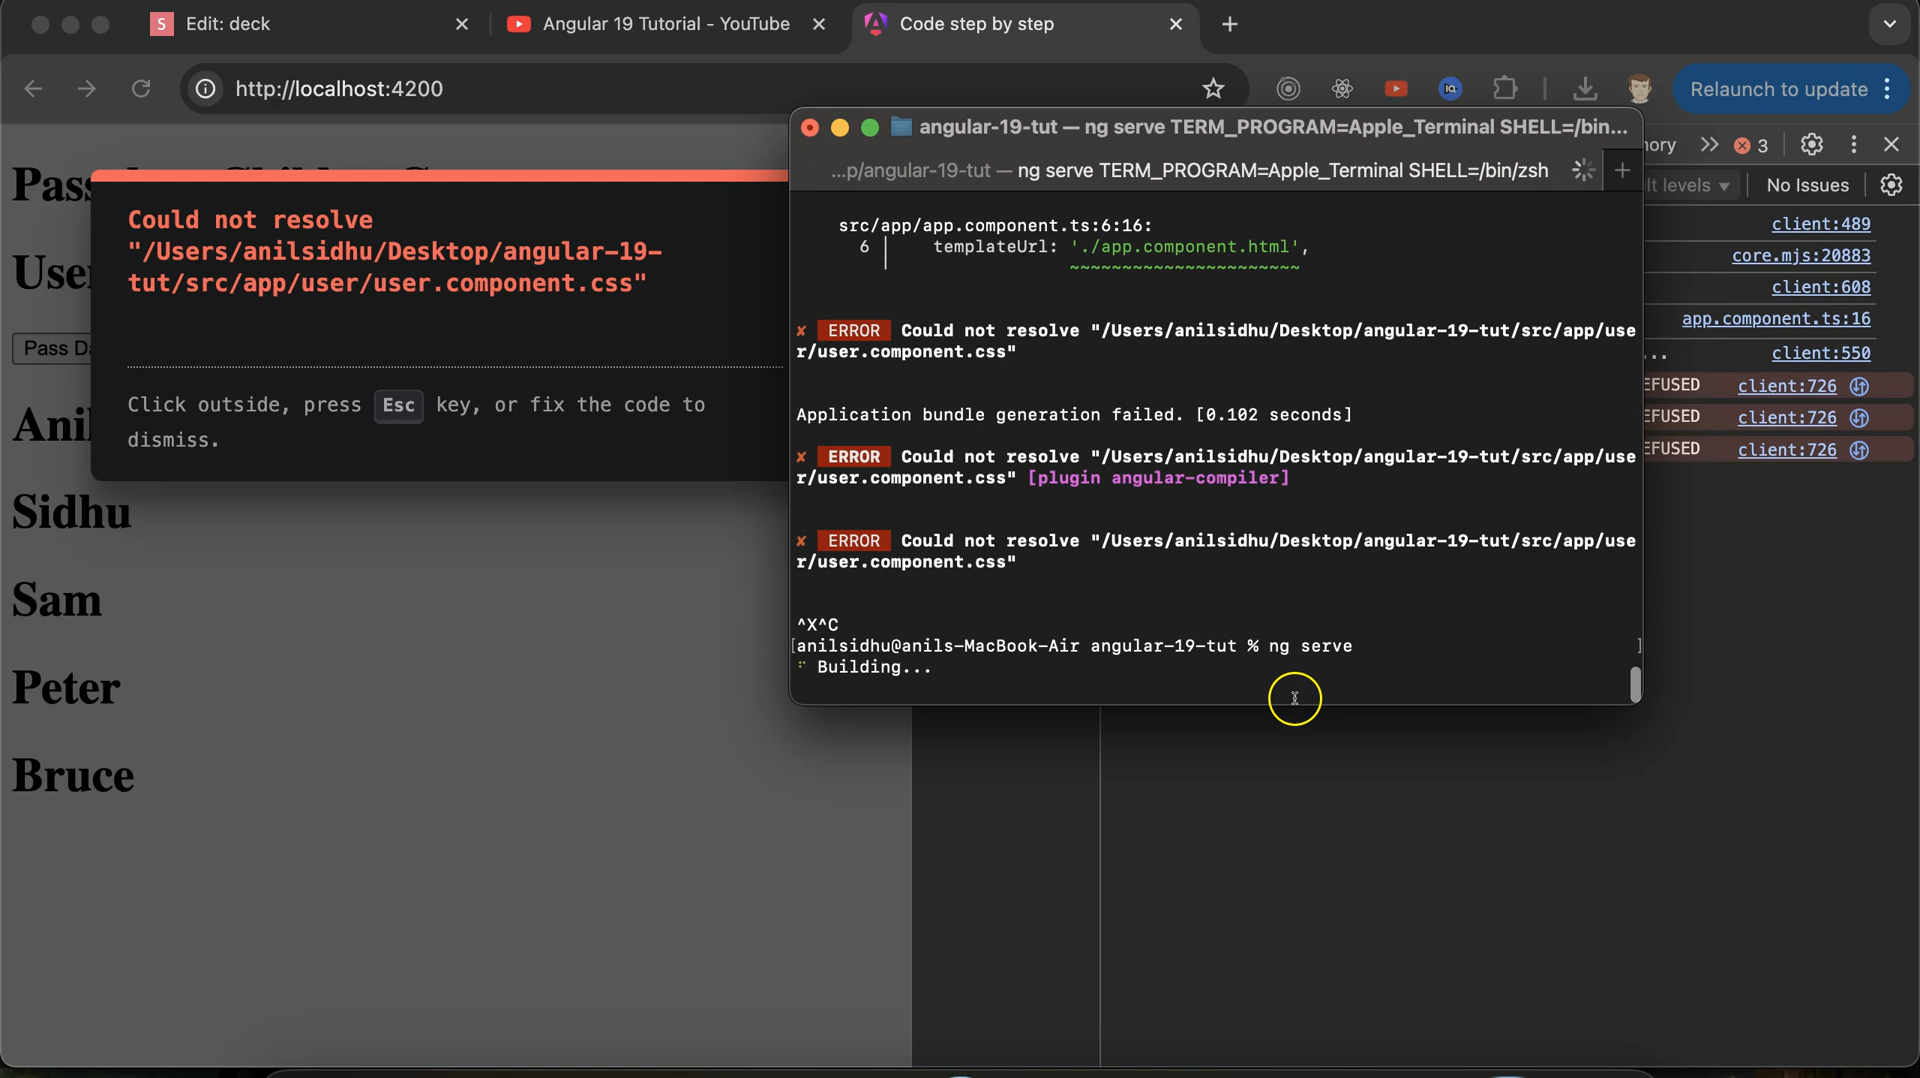 Edit: deck
Angular 19 Tutorial - YouTube
Code step by step
http://localhost:4200
Relaunch to update
angular-19-tut — ng serve TERM_PROGRAM=Apple_Terminal SHELL=/bin...
...p/angular-19-tut — ng serve TERM_PROGRAM=Apple_Terminal SHELL=/bin/zsh
3
No Issues
client:489
core.mjs:20883
client:608
app.component.ts:16
... client:550
EFUSED client:726
EFUSED client:726
EFUSED client:726
src/app/app.component.ts:6:16:
6 │ templateUrl: './app.component.html',
~~~~~~~~~~~~~~~~~~~~~~
✘ ERROR Could not resolve "/Users/anilsidhu/Desktop/angular-19-tut/src/app/use
r/user.component.css"
Application bundle generation failed. [0.102 seconds]
✘ ERROR Could not resolve "/Users/anilsidhu/Desktop/angular-19-tut/src/app/use
r/user.component.css" [plugin angular-compiler]
✘ ERROR Could not resolve "/Users/anilsidhu/Desktop/angular-19-tut/src/app/use
r/user.component.css"
^X^C
[anilsidhu@anils-MacBook-Air angular-19-tut % ng serve ]
Building...
Could not resolve
"/Users/anilsidhu/Desktop/angular-19-
tut/src/app/user/user.component.css"
Click outside, press Esc key, or fix the code to
dismiss.
Pass
User
Pass Da
Anil
Sidhu
Sam
Peter
Bruce